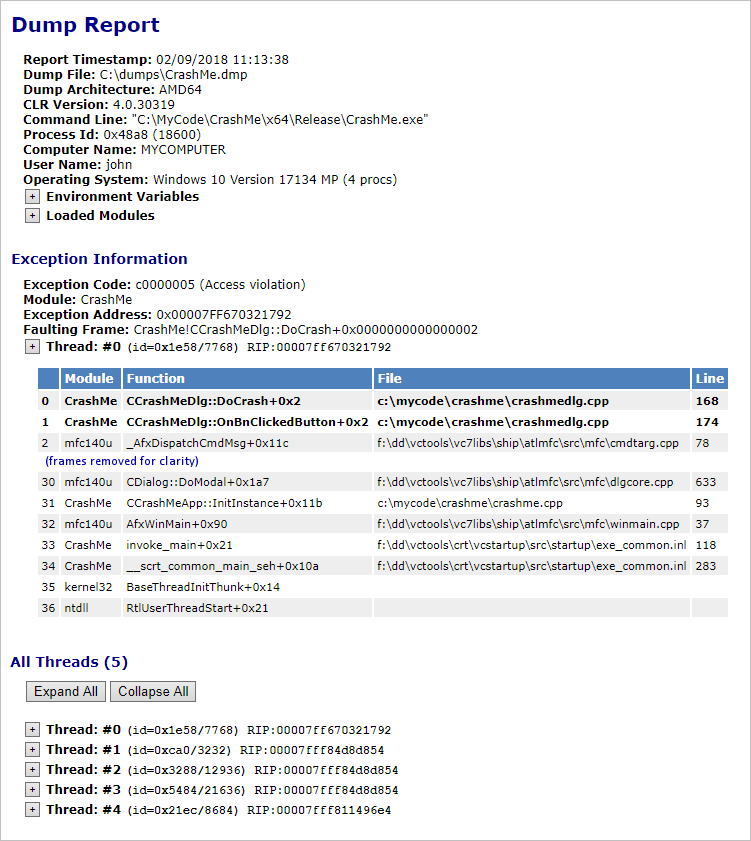 Dump Report
Report Timestamp: 02/09/2018 11:13:38
Dump File: C:\dumps\CrashMe.dmp
Dump Architecture: AMD64
CLR Version: 4.0.30319
Command Line: "C:\MyCode\CrashMe\x64\Release\CrashMe.exe"
Process Id: 0x48a8 (18600)
Computer Name: MYCOMPUTER
User Name: john
Operating System: Windows 10 Version 17134 MP (4 procs)
+ Environment Variables
+ Loaded Modules
Exception Information
Exception Code: c0000005 (Access violation)
Module: CrashMe
Exception Address: 0x00007FF670321792
Faulting Frame: CrashMe!CCrashMeDlg::DoCrash+0x0000000000000002
+ Thread: #0 (id=0x1e58/7768) RIP:00007ff670321792
Module Function File Line
0 CrashMe CCrashMeDlg::DoCrash+0x2 c:\mycode\crashme\crashmedlg.cpp 168
1 CrashMe CCrashMeDlg::OnBnClickedButton+0x2 c:\mycode\crashme\crashmedlg.cpp 174
2 mfc140u _AfxDispatchCmdMsg+0x11c f:\dd\vctools\vc7libs\ship\atlmfc\src\mfc\cmdtarg.cpp 78
(frames removed for clarity)
30 mfc140u CDialog::DoModal+0x1a7 f:\dd\vctools\vc7libs\ship\atlmfc\src\mfc\dlgcore.cpp 633
31 CrashMe CCrashMeApp::InitInstance+0x11b c:\mycode\crashme\crashme.cpp 93
32 mfc140u AfxWinMain+0x90 f:\dd\vctools\vc7libs\ship\atlmfc\src\mfc\winmain.cpp 37
33 CrashMe invoke_main+0x21 f:\dd\vctools\crt\vcstartup\src\startup\exe_common.inl 118
34 CrashMe __scrt_common_main_seh+0x10a f:\dd\vctools\crt\vcstartup\src\startup\exe_common.inl 283
35 kernel32 BaseThreadInitThunk+0x14
36 ntdll RtlUserThreadStart+0x21
All Threads (5)
Expand All Collapse All
+ Thread: #0 (id=0x1e58/7768) RIP:00007ff670321792
+ Thread: #1 (id=0xca0/3232) RIP:00007fff84d8d854
+ Thread: #2 (id=0x3288/12936) RIP:00007fff84d8d854
+ Thread: #3 (id=0x5484/21636) RIP:00007fff84d8d854
+ Thread: #4 (id=0x21ec/8684) RIP:00007fff811496e4